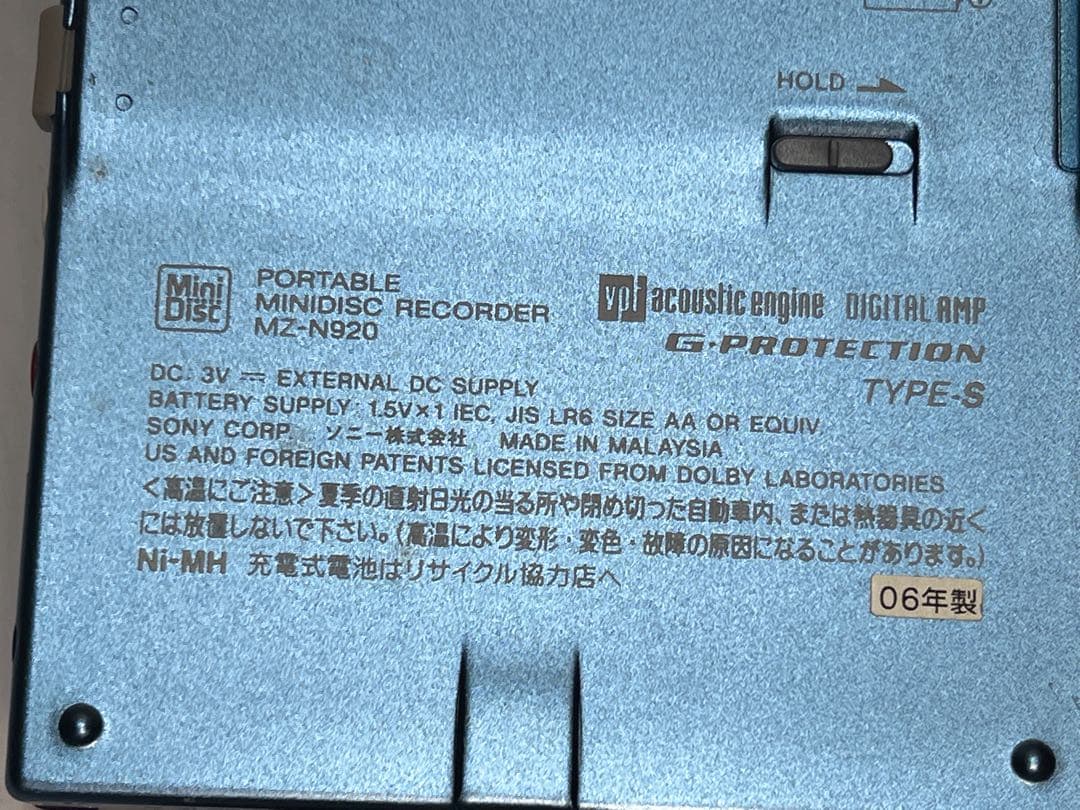 HOLD
Mini
Disc
PORTABLE
MINIDISC RECORDER
MZ-N920
ypt acoustic engine DIGITAL AMP
G·PROTECTION
TYPE-S
DC: 3V ⎓ EXTERNAL DC SUPPLY
BATTERY SUPPLY: 1.5V×1 IEC, JIS LR6 SIZE AA OR EQUIV
SONY CORP. ソニー株式会社 MADE IN MALAYSIA
US AND FOREIGN PATENTS LICENSED FROM DOLBY LABORATORIES
<高温にご注意>夏季の直射日光の当る所や閉め切った自動車内、または熱器具の近く
には放置しないで下さい。(高温により変形・変色・故障の原因になることがあります。)
Ni-MH 充電式電池はリサイクル協力店へ
06年製